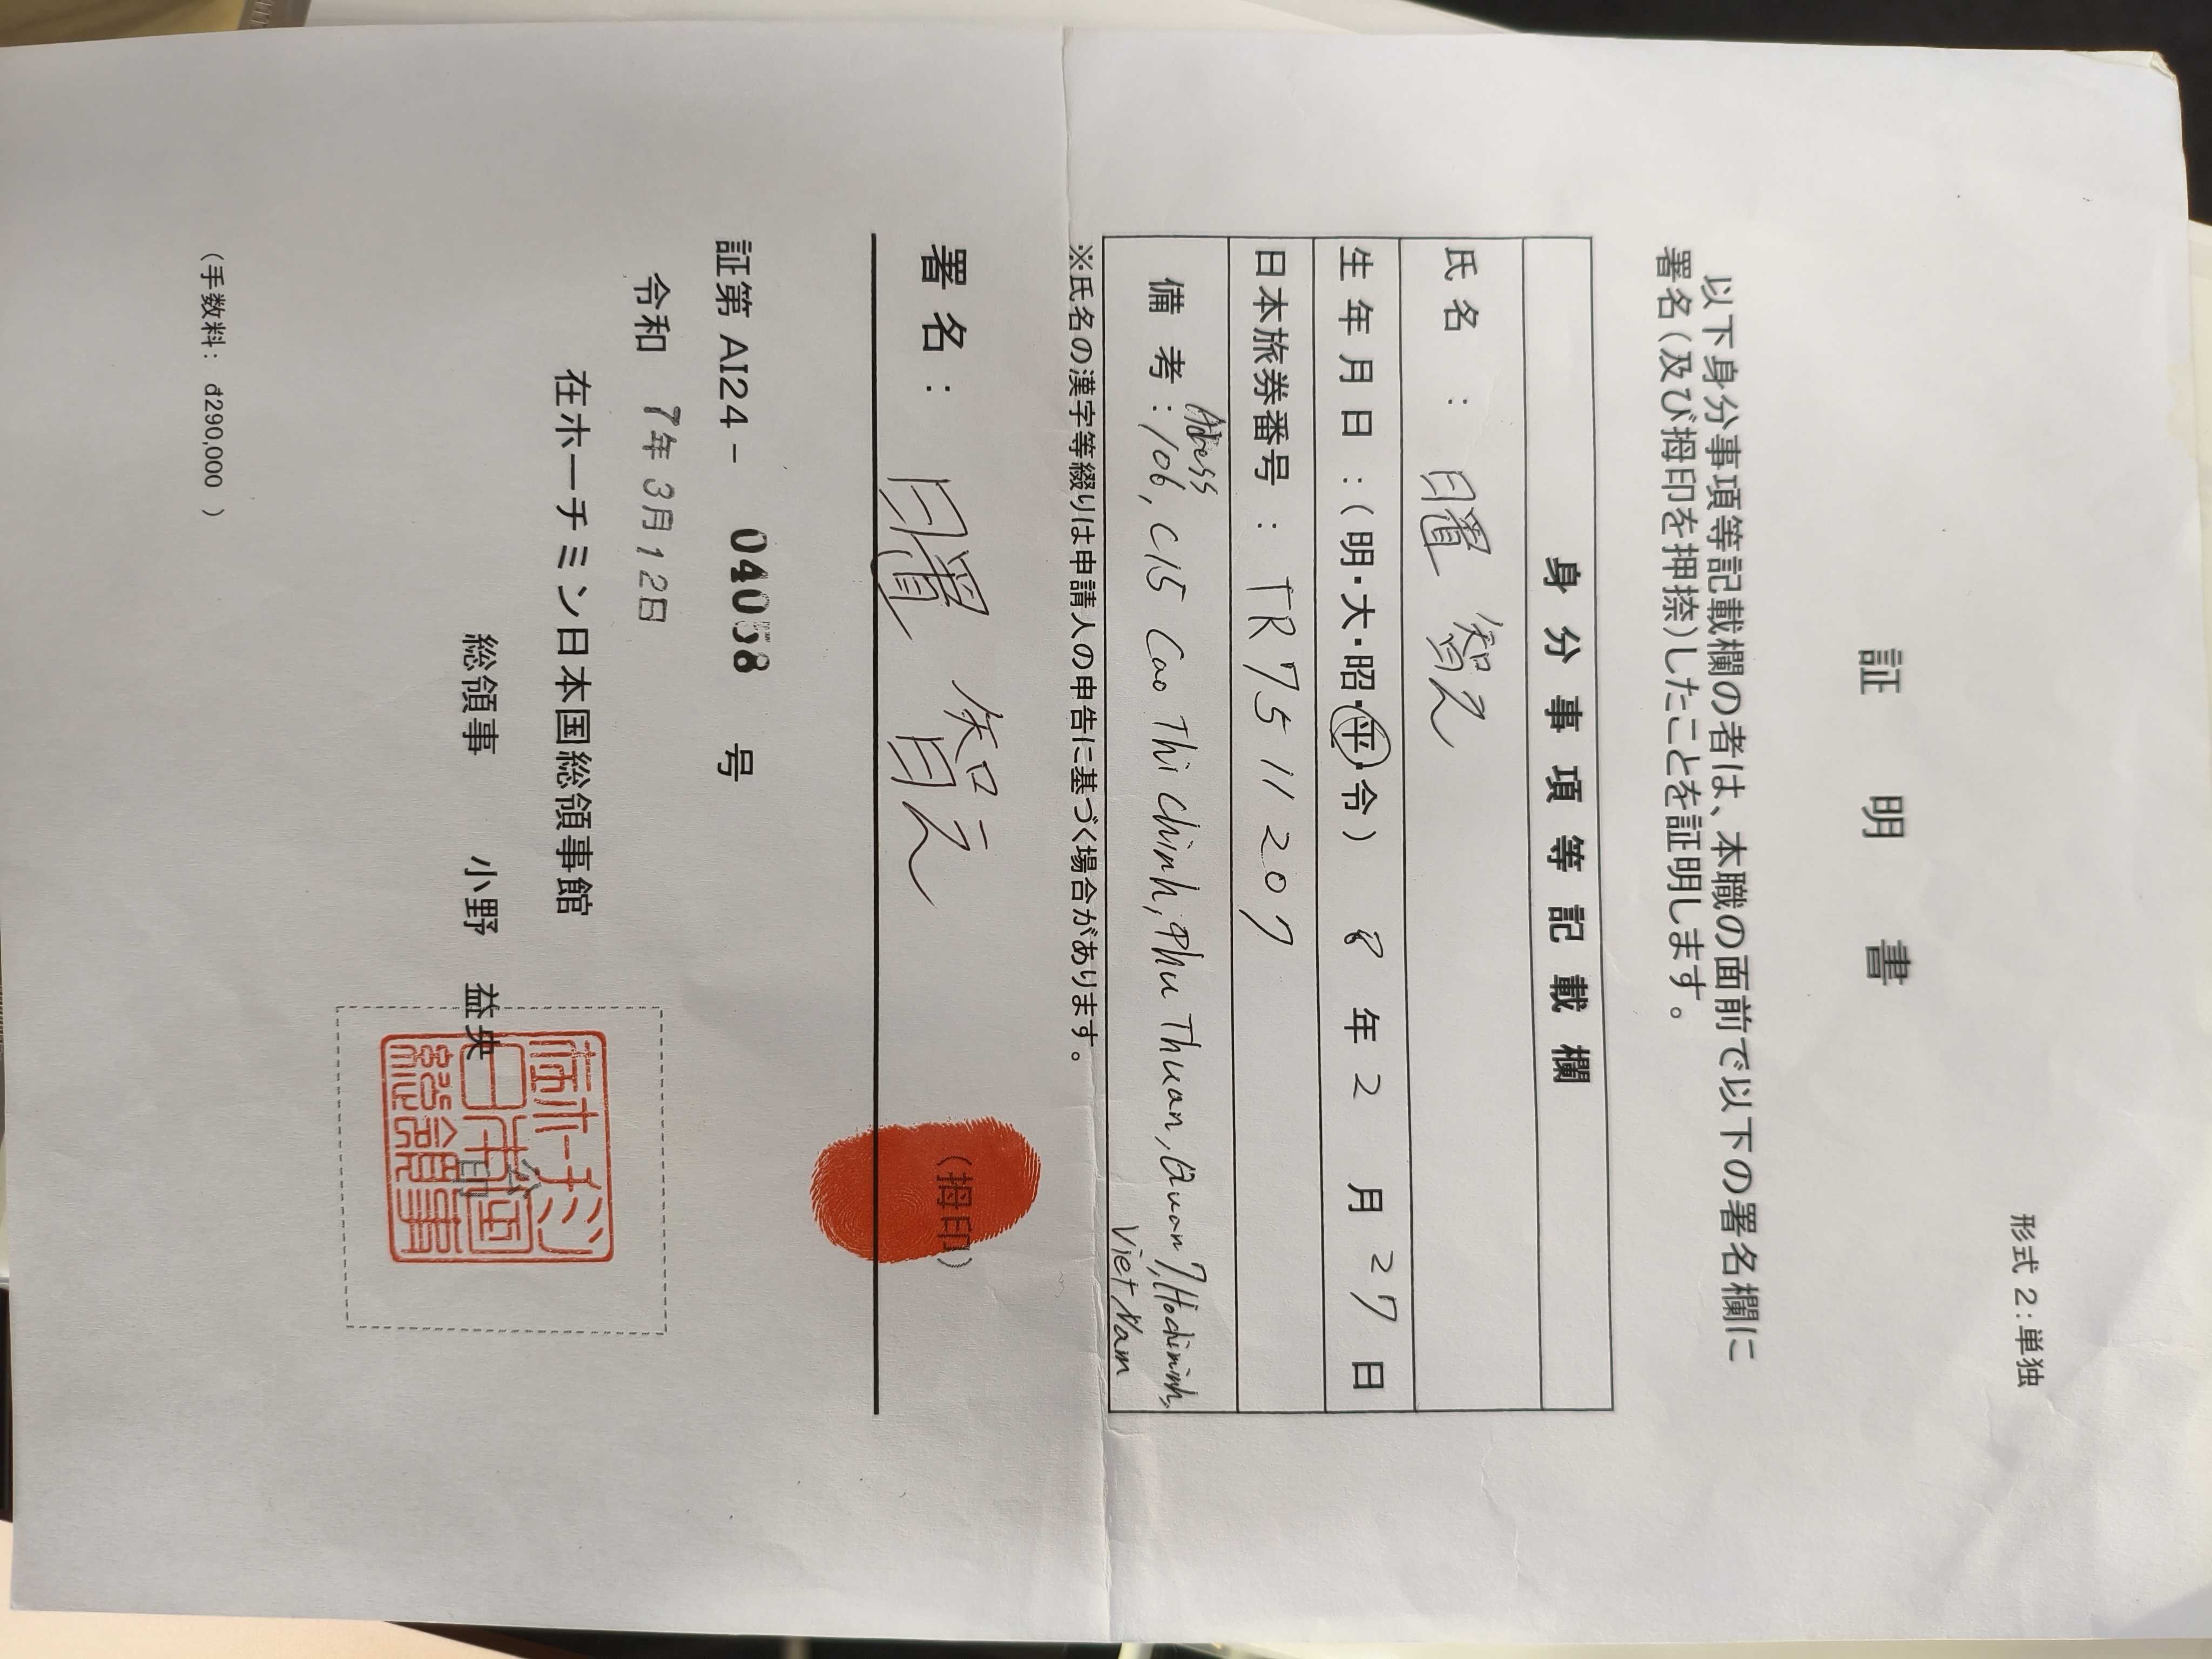 形式2:単独
証明書
以下身分事項等記載欄の者は、本職の面前で以下の署名欄に
署名(及び拇印を押捺)したことを証明します。
身分事項等記載欄
氏名 : 日置 智之
生年月日:(明・大・昭・平・令) 8年2月27日
日本旅券番号 : TR7511207
Adress
備考:106, C15 Cao Thi Chinh, Phu Thuan, Quan 7, Hochiminh,
Viet Nam
※氏名の漢字等綴りは申請人の申告に基づく場合があります。
署名: 日置 智之
(拇印)
証第 AI24- 04058 号
令和 7年3月12日
在ホーチミン日本国総領事館
総領事 小野 益央
公印
在ホーチミン
日本国
総領事
(手数料: d290,000 )